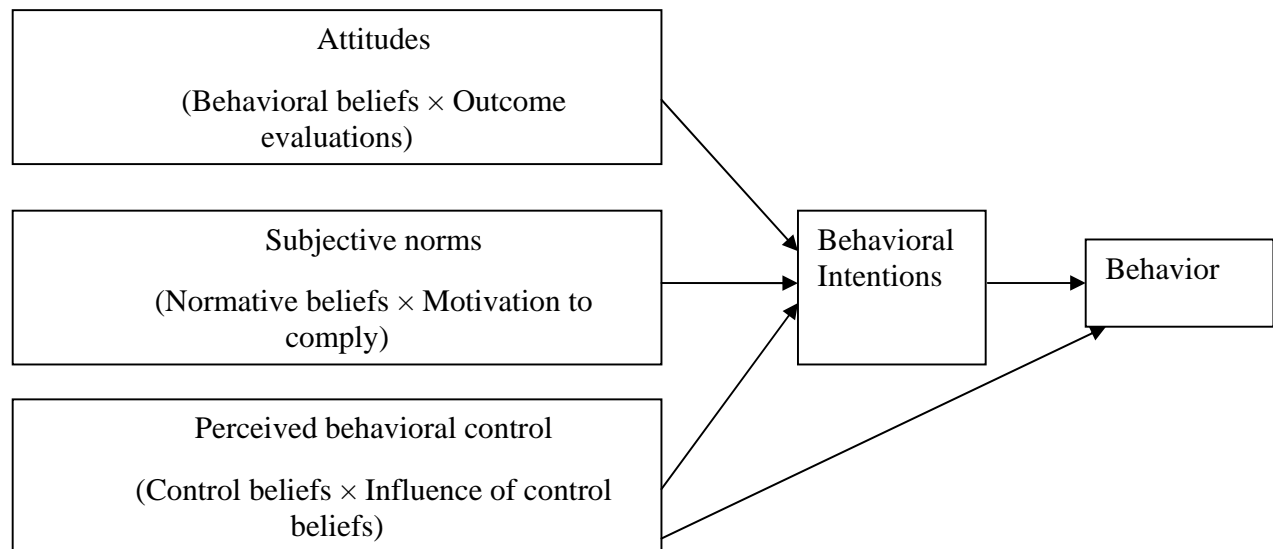 Attitudes
(Behavioral beliefs × Outcome
evaluations)
Subjective norms
(Normative beliefs × Motivation to
comply)
Perceived behavioral control
(Control beliefs × Influence of control
beliefs)
Behavioral
Intentions
Behavior